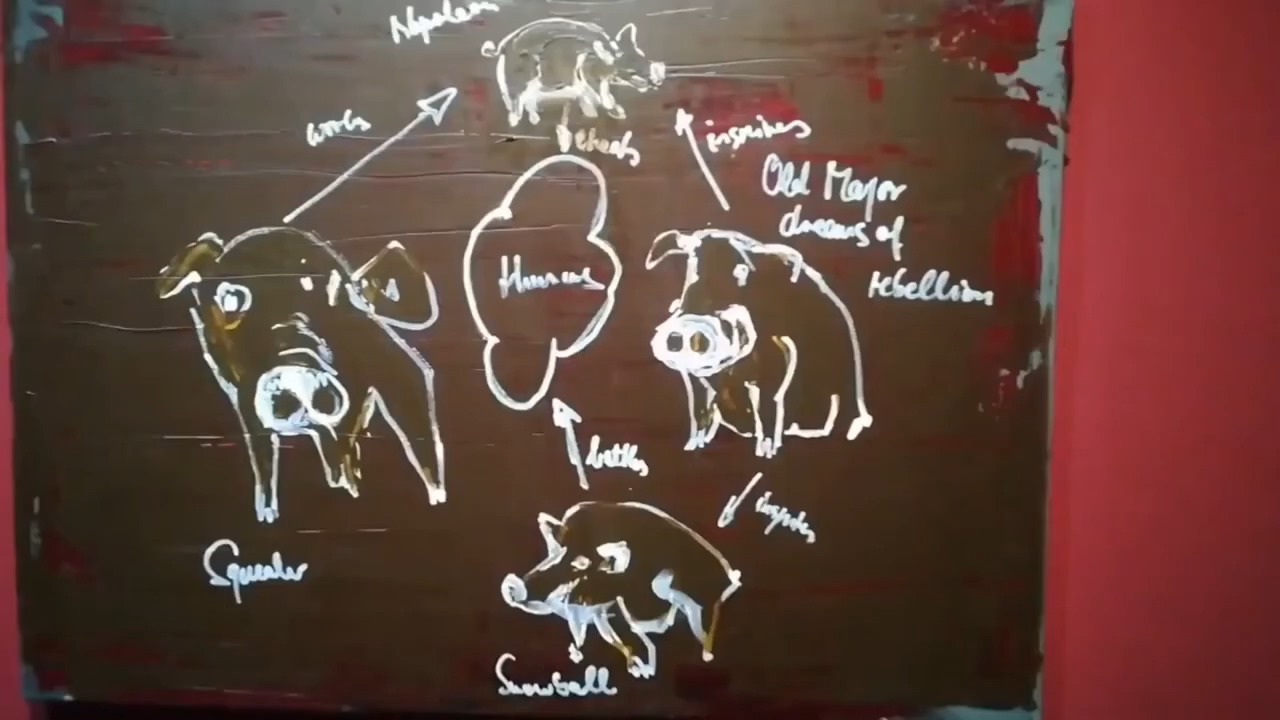 Napoleon
works
cheats
inspires
Old Major
dreams of
rebellion
Humans
battles
inspires
Squealer
Snowball